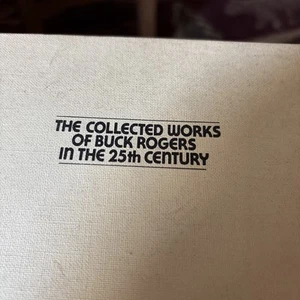 THE COLLECTED WORKS
OF BUCK ROGERS
IN THE 25th CENTURY